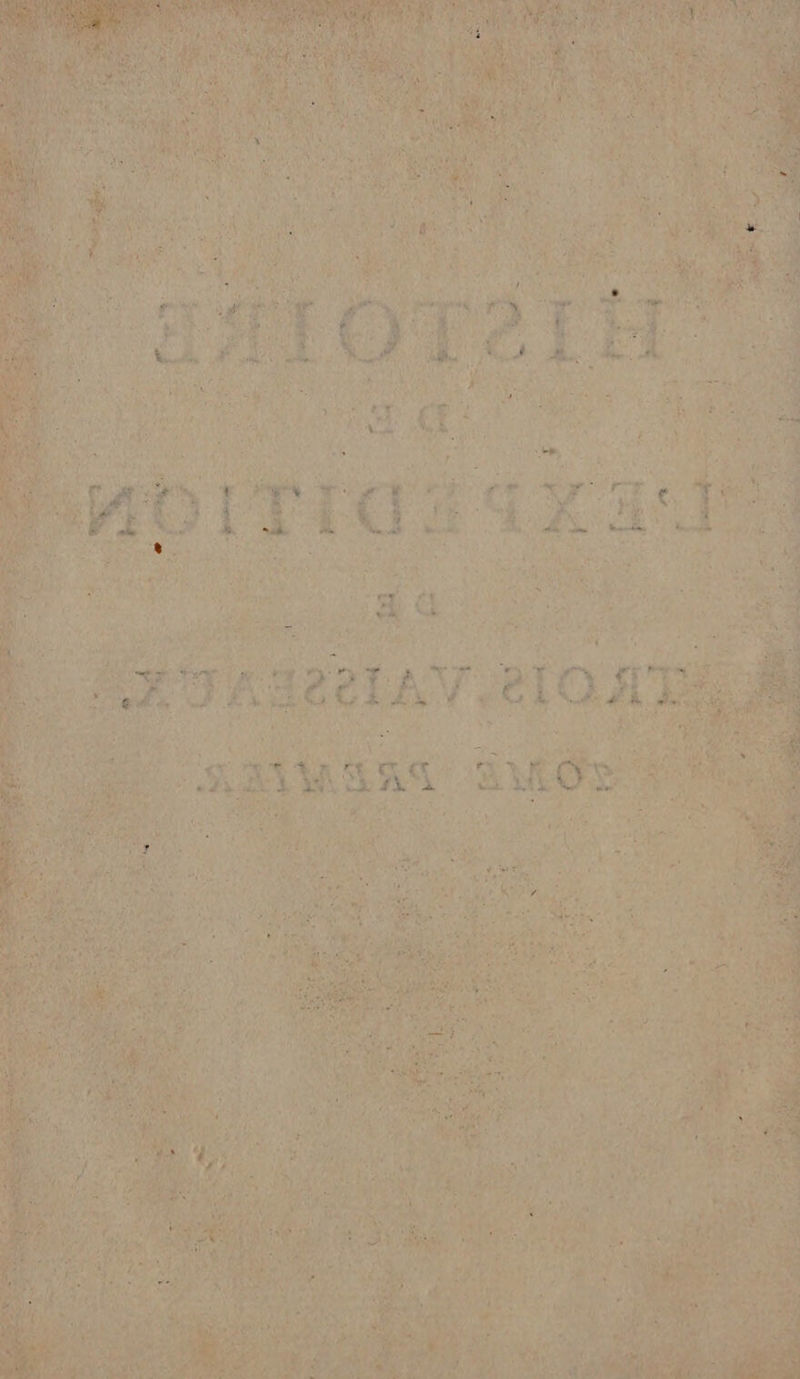 HISTOIRE
DE
L'EXPEDITION
DE
TROIS VAISSEAUX.
TOME PREMIER.